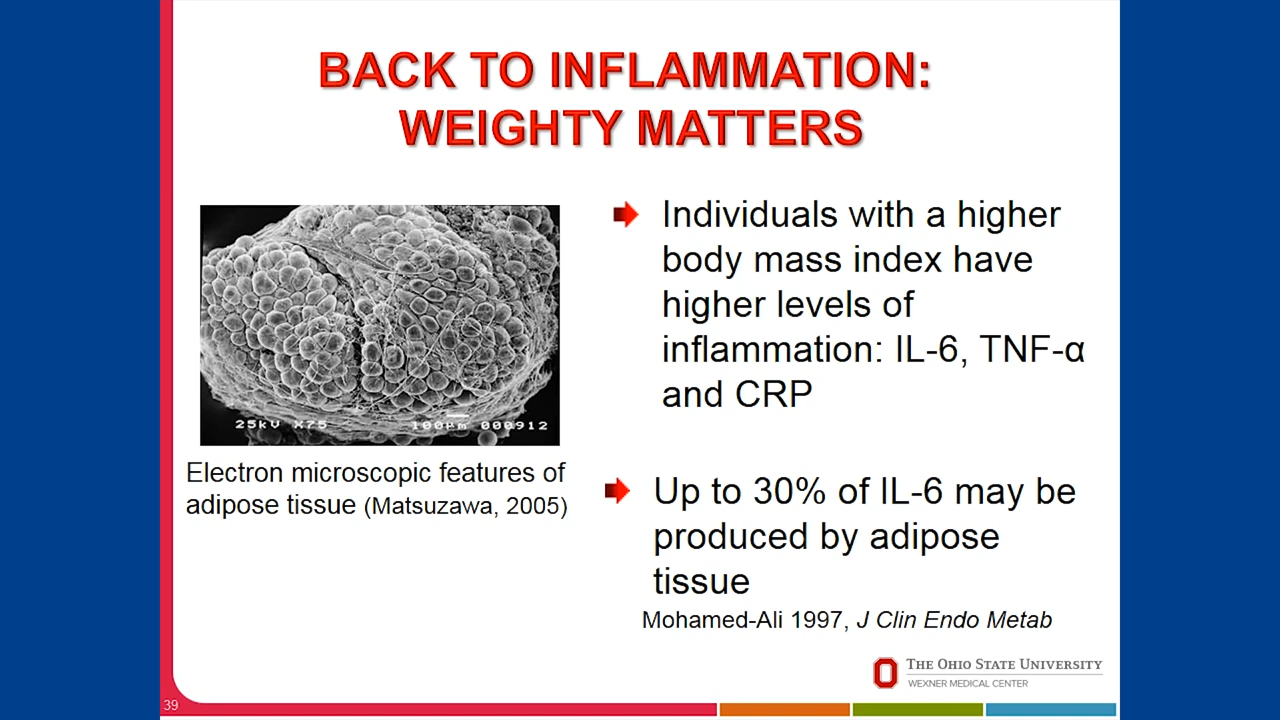 BACK TO INFLAMMATION:
WEIGHTY MATTERS
25kV X75 100µm 000912
Electron microscopic features of
adipose tissue (Matsuzawa, 2005)
Individuals with a higher
body mass index have
higher levels of
inflammation: IL-6, TNF-α
and CRP
Up to 30% of IL-6 may be
produced by adipose
tissue
Mohamed-Ali 1997, J Clin Endo Metab
THE OHIO STATE UNIVERSITY
WEXNER MEDICAL CENTER
39